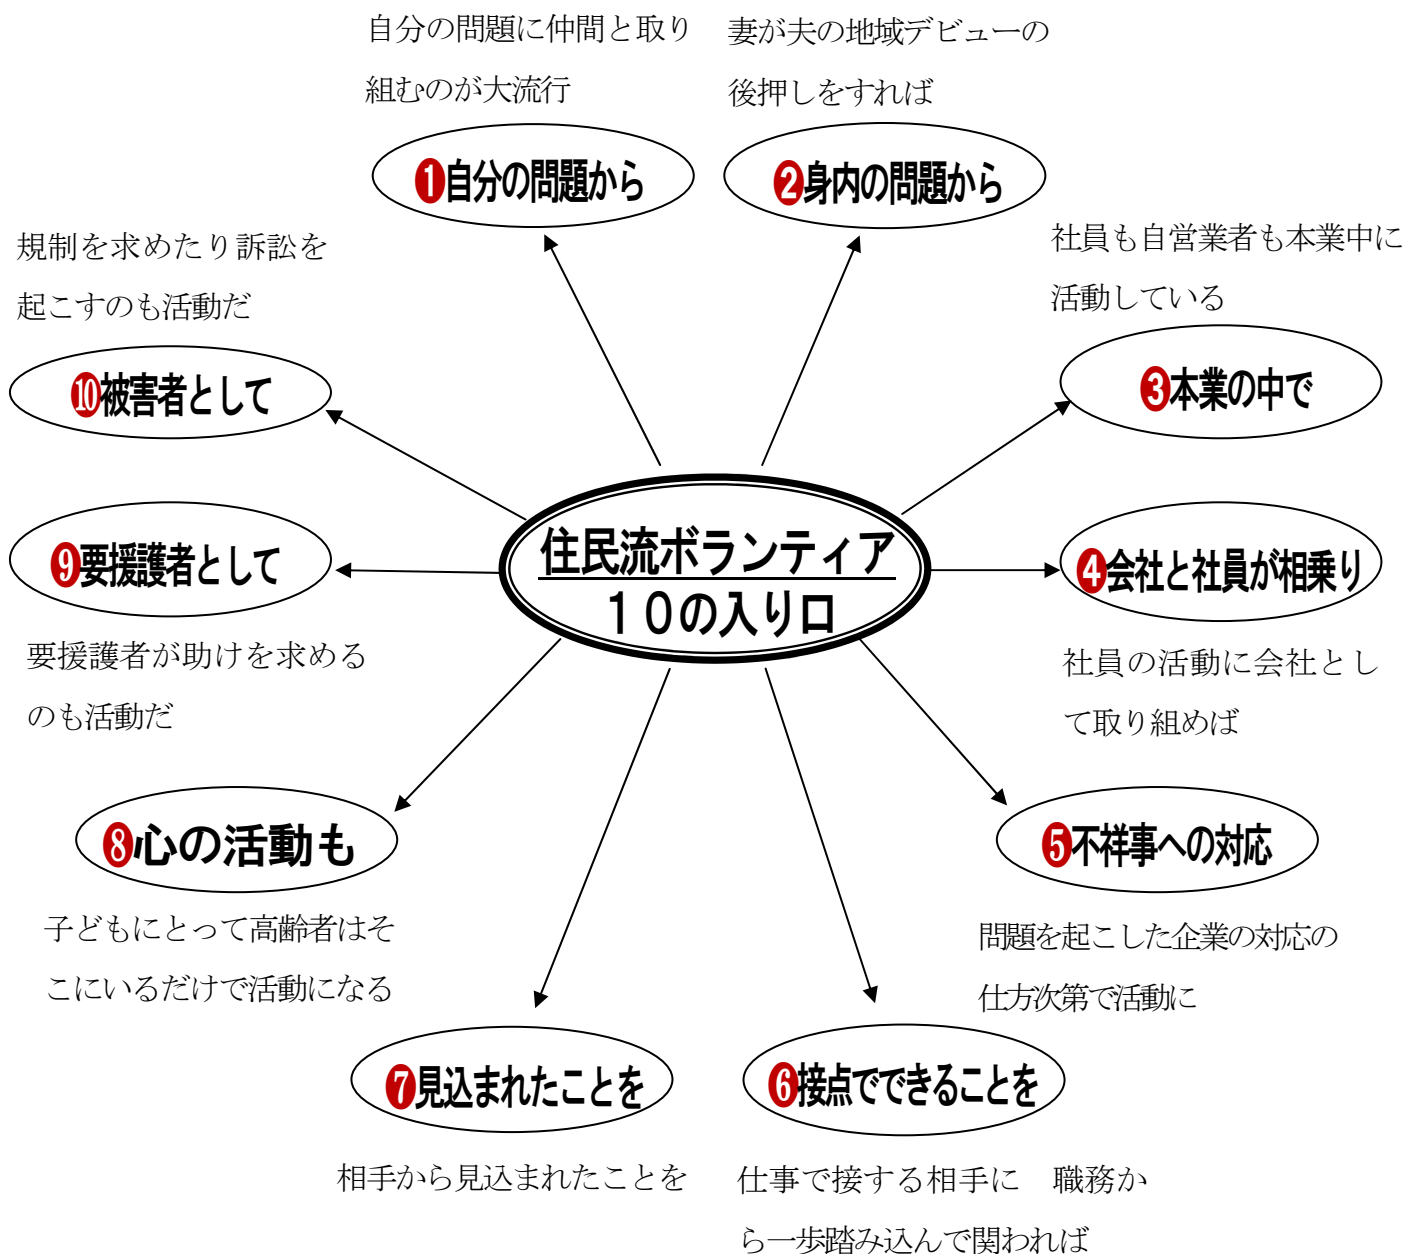 自分の問題に仲間と取り
組むのが大流行
❶自分の問題から
妻が夫の地域デビューの
後押しをすれば
❷身内の問題から
社員も自営業者も本業中に
活動している
❸本業の中で
❹会社と社員が相乗り
社員の活動に会社とし
て取り組めば
❺不祥事への対応
問題を起こした企業の対応の
仕方次第で活動に
❻接点でできることを
仕事で接する相手に　職務か
ら一歩踏み込んで関われば
❼見込まれたことを
相手から見込まれたことを
❽心の活動も
子どもにとって高齢者はそ
こにいるだけで活動になる
❾要援護者として
要援護者が助けを求める
のも活動だ
規制を求めたり訴訟を
起こすのも活動だ
❿被害者として
住民流ボランティア
１０の入り口